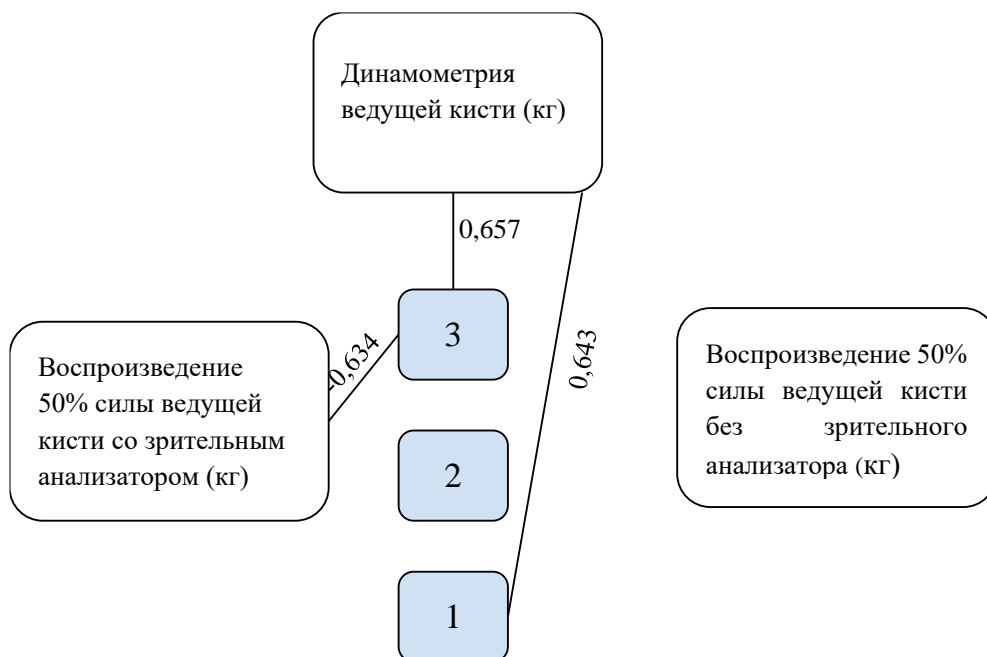 Динамометрия
ведущей кисти (кг)
0,657
3
-0,634
0,643
Воспроизведение
50% силы ведущей
кисти со зрительным
анализатором (кг)
Воспроизведение 50%
силы ведущей кисти
без зрительного
анализатора (кг)
2
1